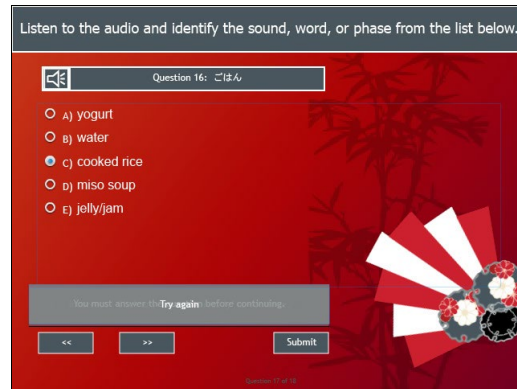 Listen to the audio and identify the sound, word, or phase from the list below.
Question 16: ごはん
A) yogurt
B) water
C) cooked rice
D) miso soup
E) jelly/jam
You must answer the before continuing.
Try again
<< >> Submit
Question 17 of 18